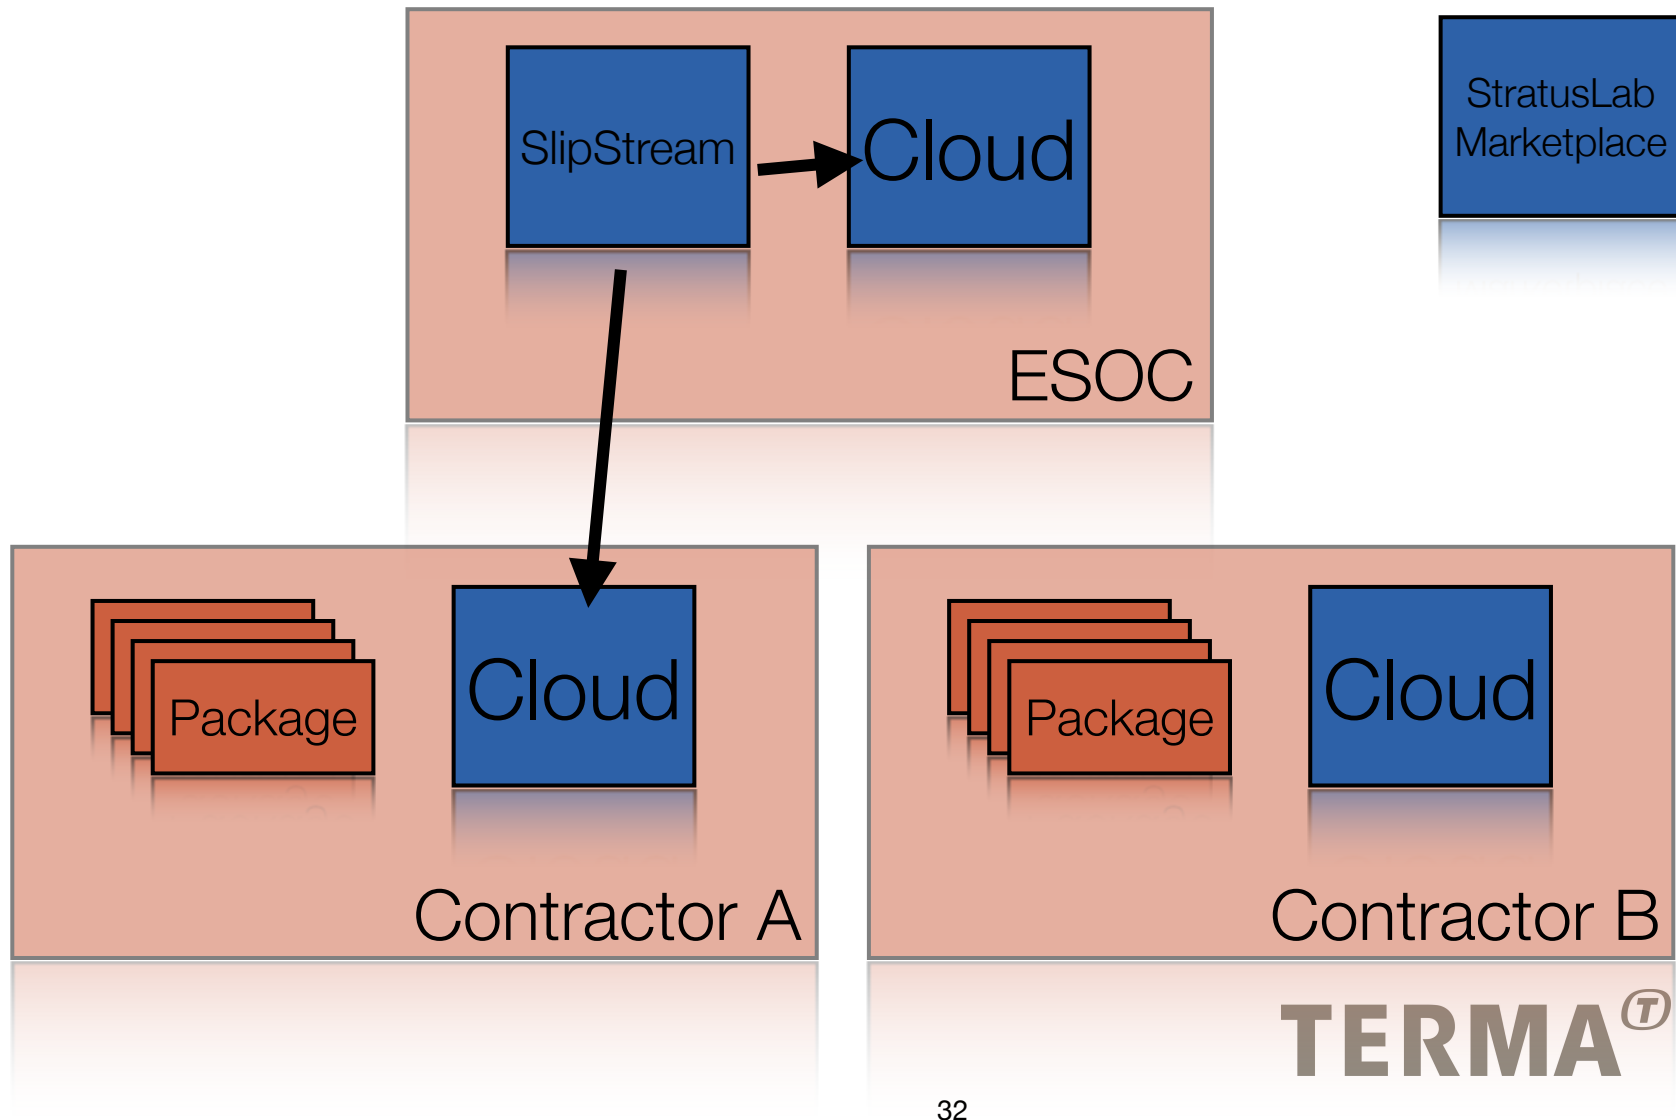 SlipStream
Cloud
StratusLab
Marketplace
ESOC
Package
Cloud
Contractor A
Package
Cloud
Contractor B
TERMA T
32